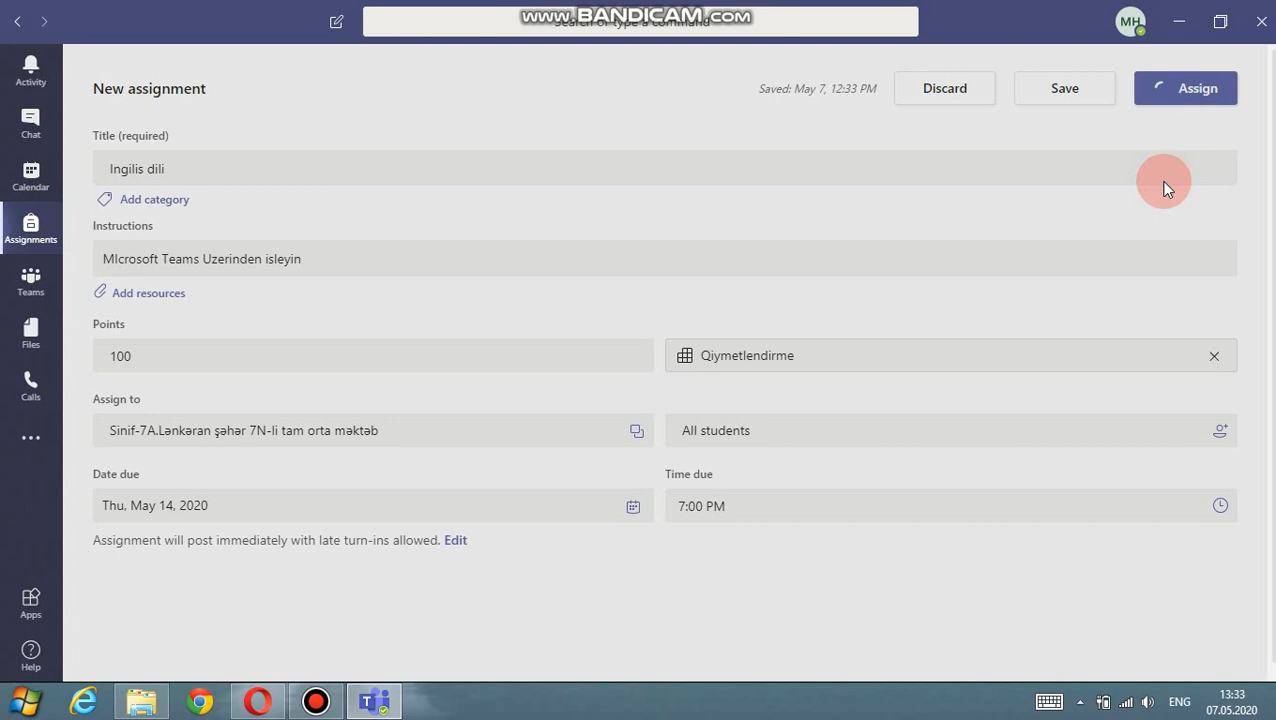 www.BANDICAM.com
Search or type a command
MH
Activity
Chat
Calendar
Assignments
Teams
Files
Calls
Apps
Help
New assignment
Saved: May 7, 12:33 PM
Discard
Save
Assign
Title (required)
Ingilis dili
Add category
Instructions
MIcrosoft Teams Uzerinden isleyin
Add resources
Points
100
Qiymetlendirme
Assign to
Sinif-7A.Lənkəran şəhər 7N-li tam orta məktəb
All students
Date due
Time due
Thu, May 14, 2020
7:00 PM
Assignment will post immediately with late turn-ins allowed. Edit
ENG
13:33
07.05.2020